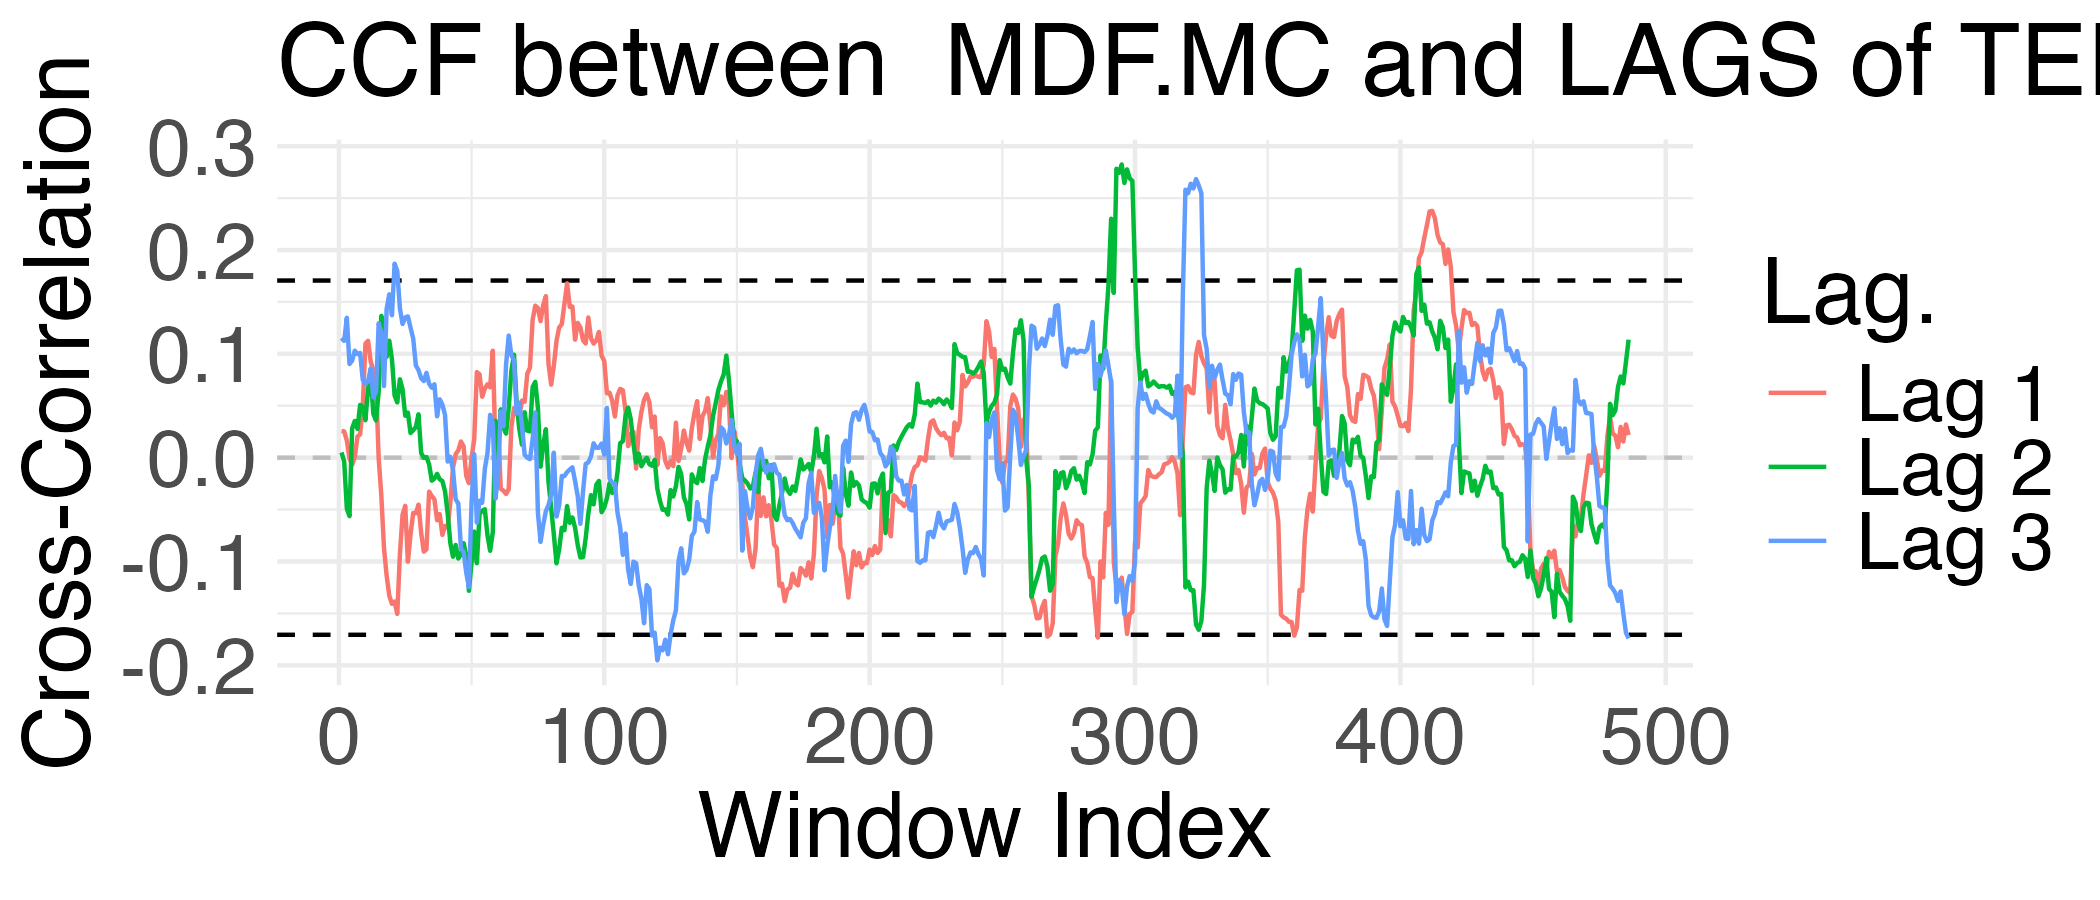 CCF between  MDF.MC and LAGS of TE
Cross-Correlation
0.3
0.2
0.1
0.0
-0.1
-0.2
0 100 200 300 400 500
Window Index
Lag.
Lag 1
Lag 2
Lag 3